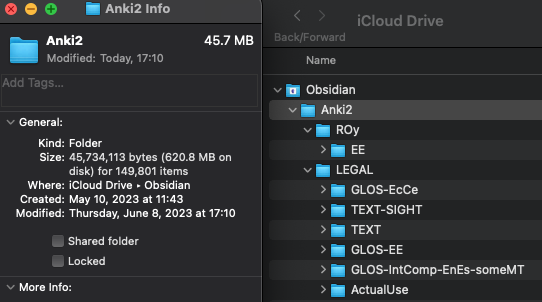 Anki2 Info
Anki2 45.7 MB
Modified: Today, 17:10
Add Tags...
General:
Kind: Folder
Size: 45,734,113 bytes (620.8 MB on
disk) for 149,801 items
Where: iCloud Drive ▸ Obsidian
Created: May 10, 2023 at 11:43
Modified: Thursday, June 8, 2023 at 17:10
Shared folder
Locked
More Info:
iCloud Drive
Back/Forward
Name
Obsidian
Anki2
ROy
EE
LEGAL
GLOS-EcCe
TEXT-SIGHT
TEXT
GLOS-EE
GLOS-IntComp-EnEs-someMT
ActualUse